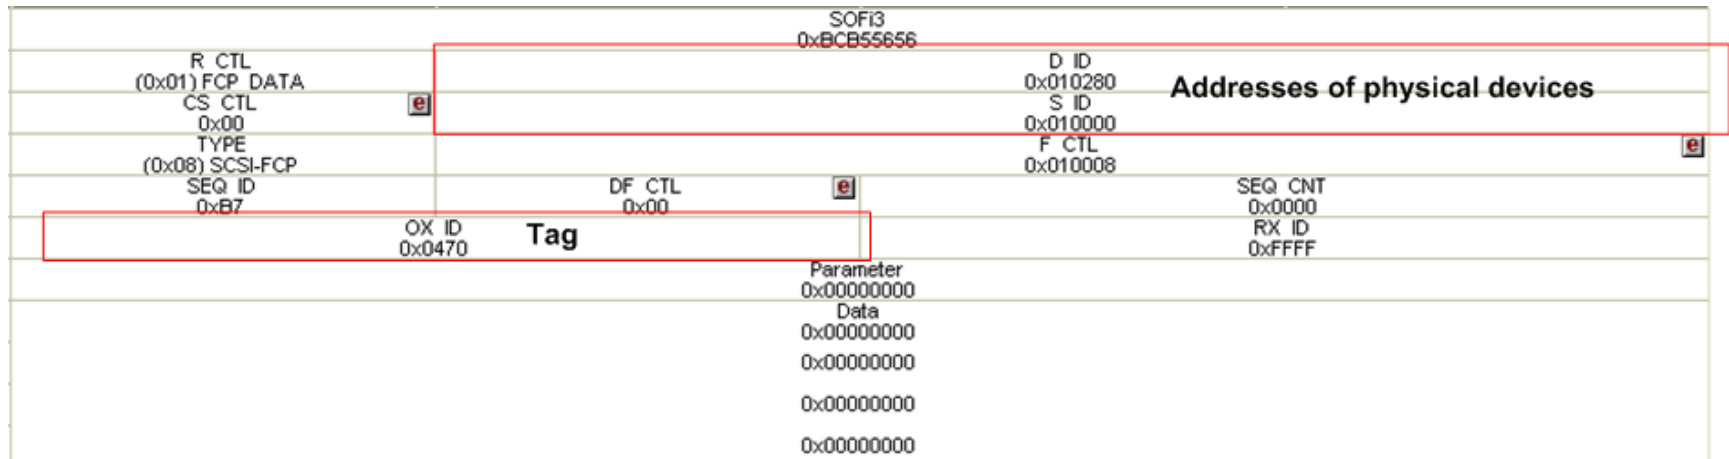 SOFi3
0xBCB55656
R_CTL
(0x01) FCP_DATA
D_ID
0x010280
Addresses of physical devices
CS_CTL
0x00
e
S_ID
0x010000
TYPE
(0x08) SCSI-FCP
F_CTL
0x010008
e
SEQ_ID
0xB7
DF_CTL
0x00
e
SEQ_CNT
0x0000
OX_ID
0x0470
Tag
RX_ID
0xFFFF
Parameter
0x00000000
Data
0x00000000
0x00000000
0x00000000
0x00000000